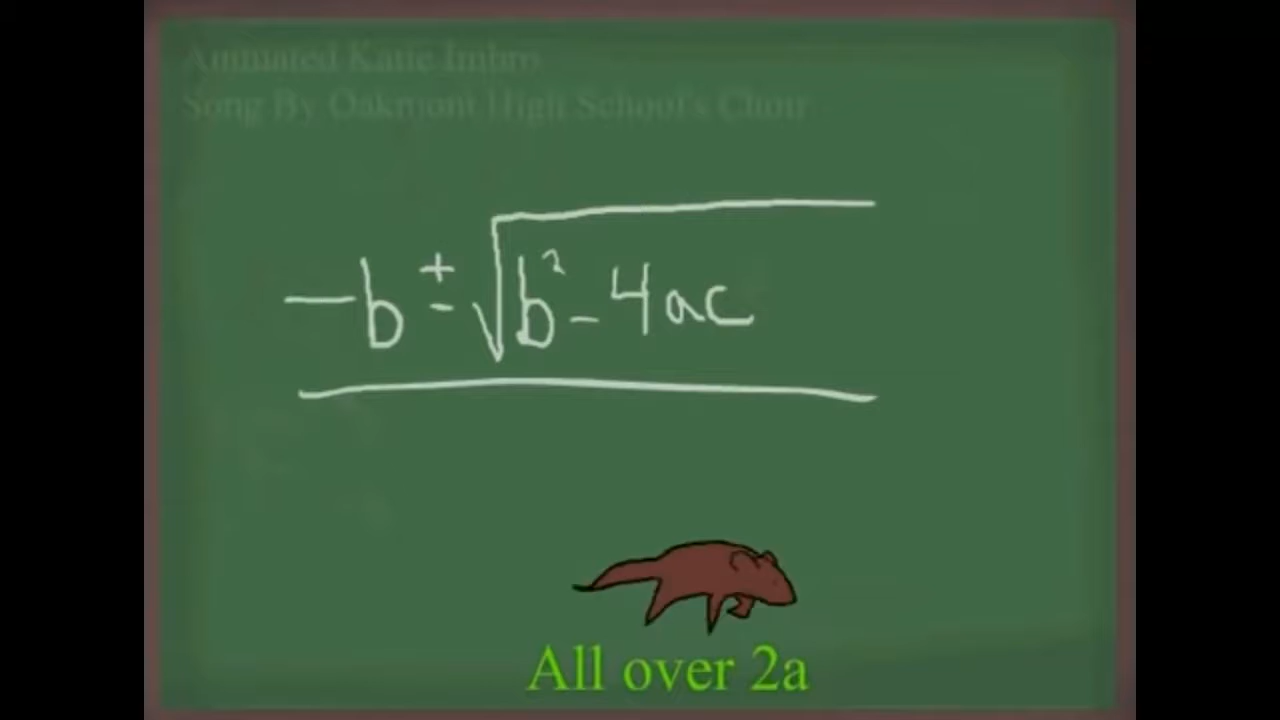 Animated Katie Imbro
Song By Oakmont High School's Choir
-b ± √b² - 4ac
All over 2a